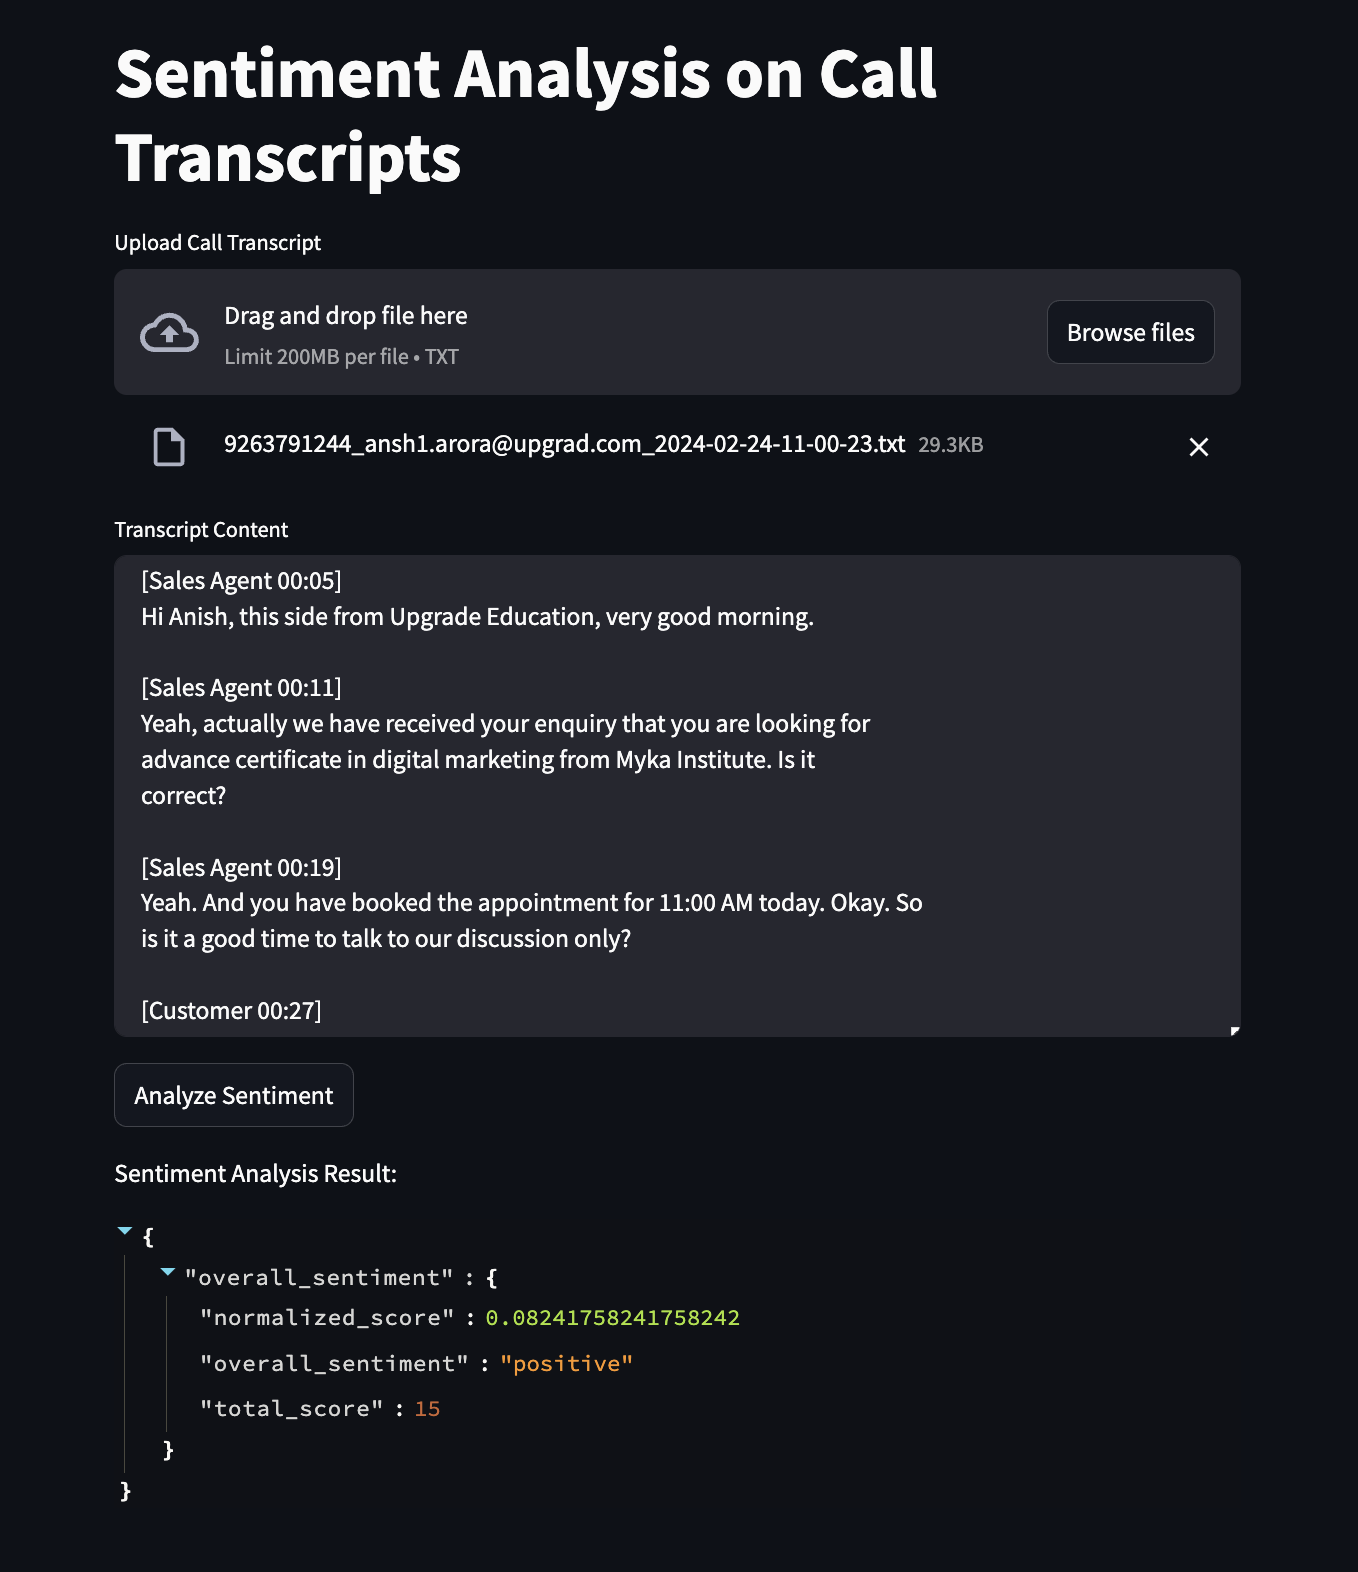 Sentiment Analysis on Call
Transcripts
Upload Call Transcript
Drag and drop file here
Limit 200MB per file • TXT
Browse files
9263791244_ansh1.arora@upgrad.com_2024-02-24-11-00-23.txt 29.3KB
Transcript Content
[Sales Agent 00:05]
Hi Anish, this side from Upgrade Education, very good morning.
[Sales Agent 00:11]
Yeah, actually we have received your enquiry that you are looking for
advance certificate in digital marketing from Myka Institute. Is it
correct?
[Sales Agent 00:19]
Yeah. And you have booked the appointment for 11:00 AM today. Okay. So
is it a good time to talk to our discussion only?
[Customer 00:27]
Analyze Sentiment
Sentiment Analysis Result:
{
"overall_sentiment" : {
"normalized_score" : 0.08241758241758242
"overall_sentiment" : "positive"
"total_score" : 15
}
}